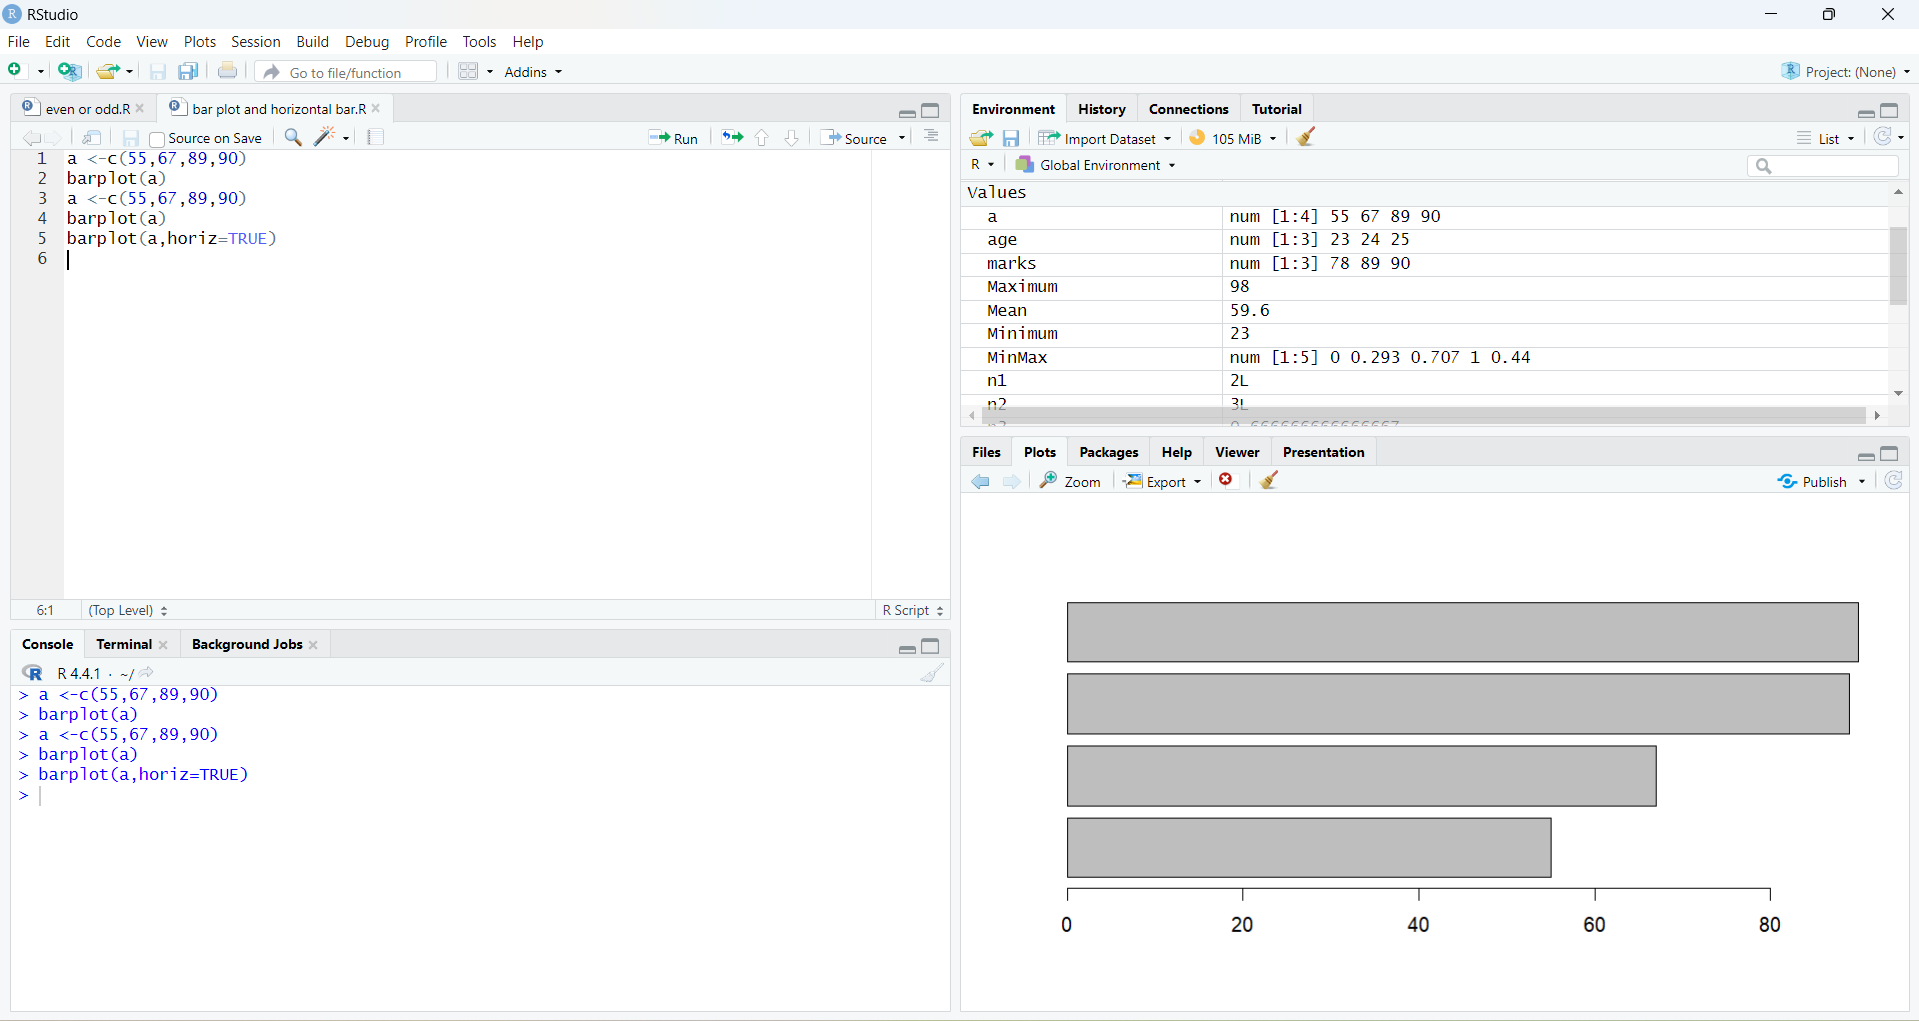 RStudio
File Edit Code View Plots Session Build Debug Profile Tools Help
Go to file/function Addins Project: (None)
even or odd.R bar plot and horizontal bar.R
Source on Save Run Source
1 a <-c(55,67,89,90)
2 barplot(a)
3 a <-c(55,67,89,90)
4 barplot(a)
5 barplot(a,horiz=TRUE)
6
6:1 (Top Level) R Script
Console Terminal Background Jobs
R 4.4.1 · ~/
> a <-c(55,67,89,90)
> barplot(a)
> a <-c(55,67,89,90)
> barplot(a)
> barplot(a,horiz=TRUE)
>
Environment History Connections Tutorial
Import Dataset 105 MiB List
R Global Environment
Values
a num [1:4] 55 67 89 90
age num [1:3] 23 24 25
marks num [1:3] 78 89 90
Maximum 98
Mean 59.6
Minimum 23
MinMax num [1:5] 0 0.293 0.707 1 0.44
n1 2L
n2 3L
Files Plots Packages Help Viewer Presentation
Zoom Export Publish
0 20 40 60 80